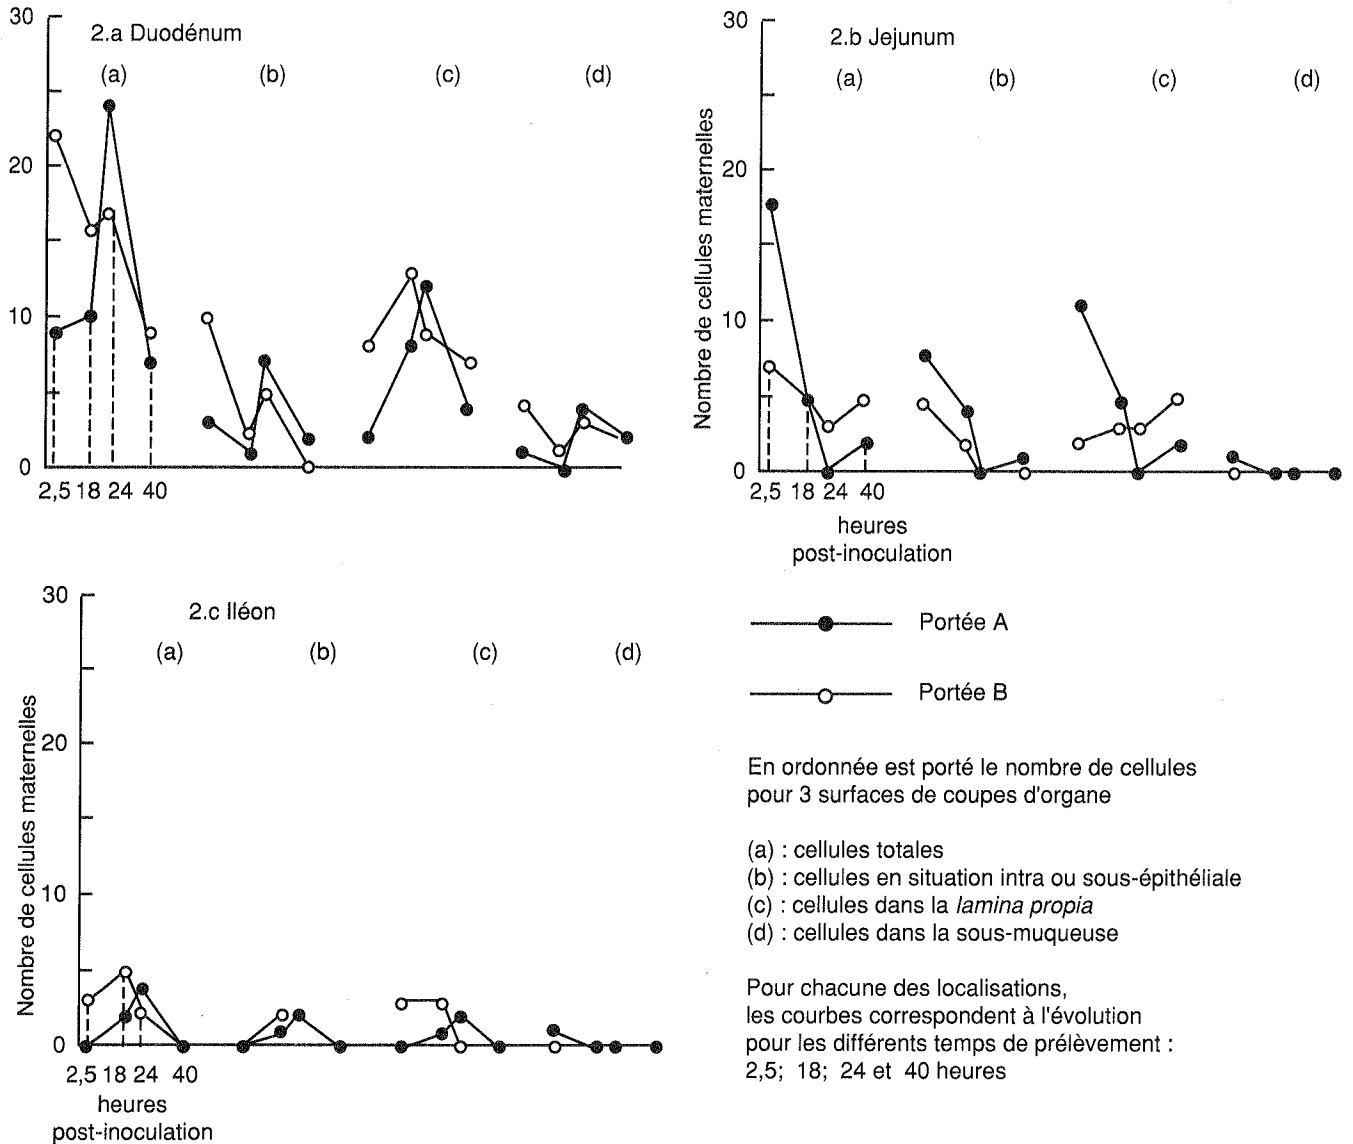 30
2.a Duodénum
(a) (b) (c) (d)
20
10
0
2,5 18 24 40
30
2.b Jejunum
(a) (b) (c) (d)
Nombre de cellules maternelles
20
10
0
2,5 18 24 40
heures
post-inoculation
30
2.c Iléon
(a) (b) (c) (d)
Nombre de cellules maternelles
20
10
0
2,5 18 24 40
heures
post-inoculation
Portée A
Portée B
En ordonnée est porté le nombre de cellules
pour 3 surfaces de coupes d'organe
(a) : cellules totales
(b) : cellules en situation intra ou sous-épithéliale
(c) : cellules dans la lamina propia
(d) : cellules dans la sous-muqueuse
Pour chacune des localisations,
les courbes correspondent à l'évolution
pour les différents temps de prélèvement :
2,5; 18; 24 et 40 heures